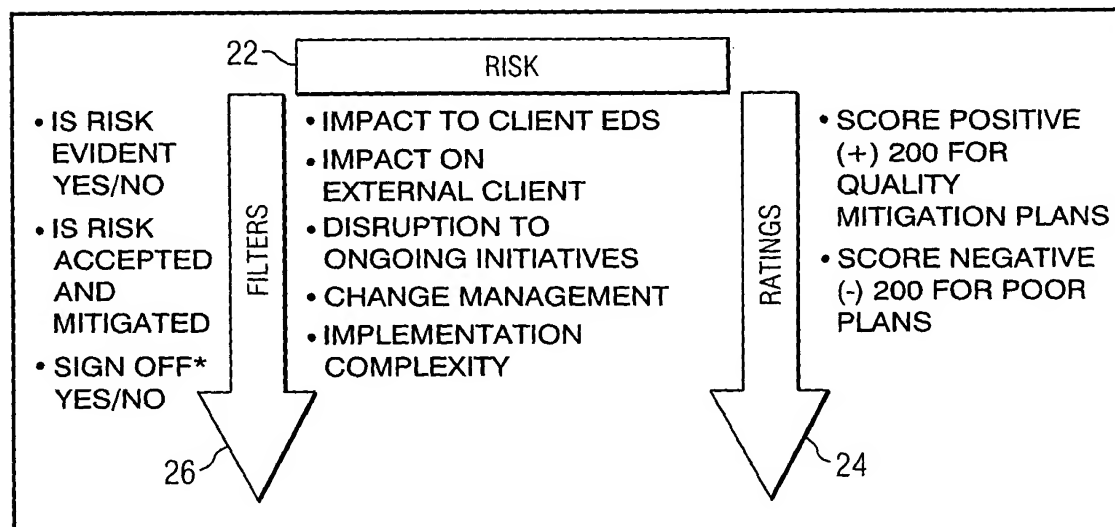 22
RISK
• IS RISK
EVIDENT
YES/NO
• IS RISK
ACCEPTED
AND
MITIGATED
• SIGN OFF*
YES/NO
FILTERS
26
• IMPACT TO CLIENT EDS
• IMPACT ON
EXTERNAL CLIENT
• DISRUPTION TO
ONGOING INITIATIVES
• CHANGE MANAGEMENT
• IMPLEMENTATION
COMPLEXITY
RATINGS
24
• SCORE POSITIVE
(+) 200 FOR
QUALITY
MITIGATION PLANS
• SCORE NEGATIVE
(-) 200 FOR POOR
PLANS